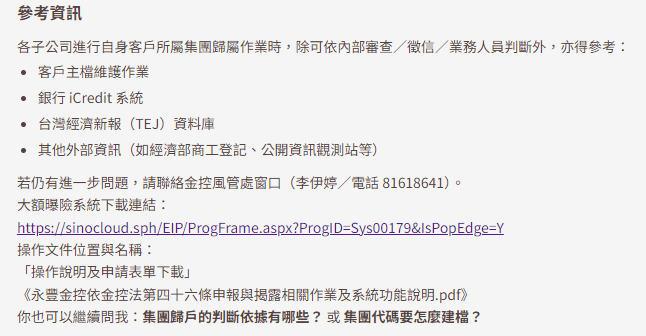 參考資訊
各子公司進行自身客戶所屬集團歸屬作業時，除可依內部審查／徵信／業務人員判斷外，亦得參考：
• 客戶主檔維護作業
• 銀行 iCredit 系統
• 台灣經濟新報（TEJ）資料庫
• 其他外部資訊（如經濟部商工登記、公開資訊觀測站等）
若仍有進一步問題，請聯絡金控風管處窗口（李伊婷／電話 81618641）。
大額曝險系統下載連結：
https://sinocloud.sph/EIP/ProgFrame.aspx?ProgID=Sys00179&IsPopEdge=Y
操作文件位置與名稱：
「操作說明及申請表單下載」
《永豐金控依金控法第四十六條申報與揭露相關作業及系統功能說明.pdf》
你也可以繼續問我：集團歸戶的判斷依據有哪些？ 或 集團代碼要怎麼建檔？